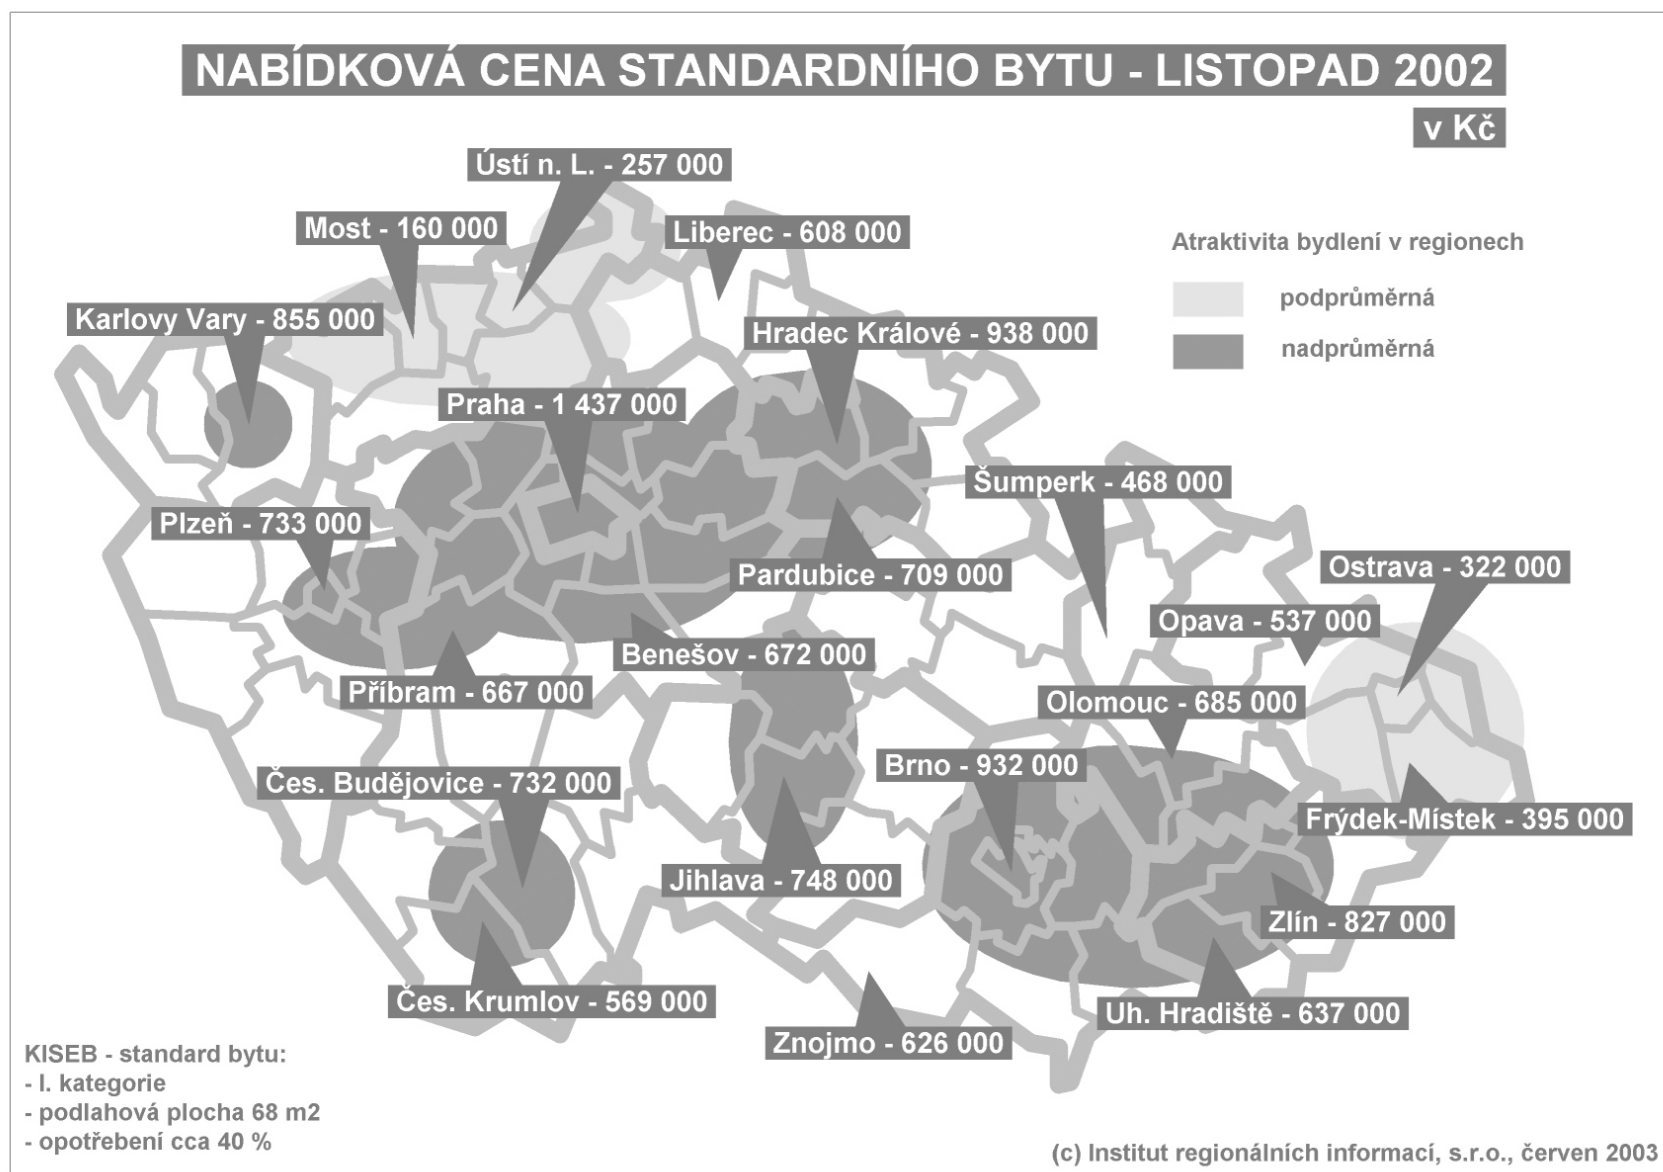 NABÍDKOVÁ CENA STANDARDNÍHO BYTU - LISTOPAD 2002
v Kč
Ústí n. L. - 257 000
Most - 160 000
Liberec - 608 000
Atraktivita bydlení v regionech
podprůměrná
nadprůměrná
Karlovy Vary - 855 000
Hradec Králové - 938 000
Praha - 1 437 000
Šumperk - 468 000
Plzeň - 733 000
Pardubice - 709 000
Ostrava - 322 000
Opava - 537 000
Benešov - 672 000
Příbram - 667 000
Olomouc - 685 000
Brno - 932 000
Čes. Budějovice - 732 000
Frýdek-Místek - 395 000
Jihlava - 748 000
Zlín - 827 000
Čes. Krumlov - 569 000
Uh. Hradiště - 637 000
Znojmo - 626 000
KISEB - standard bytu:
- I. kategorie
- podlahová plocha 68 m2
- opotřebení cca 40 %
(c) Institut regionálních informací, s.r.o., červen 2003